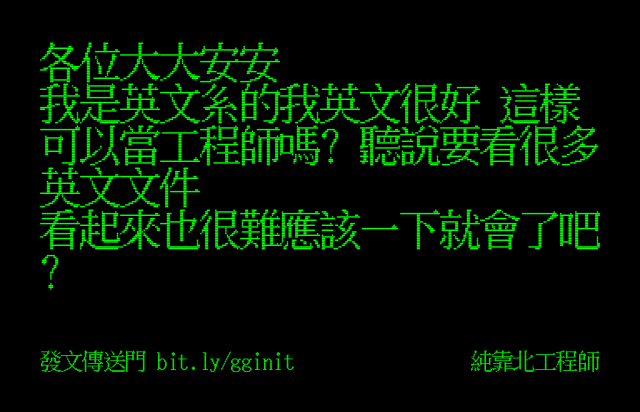 各位大大安安
我是英文系的我英文很好 這樣
可以當工程師嗎? 聽說要看很多
英文文件
看起來也很難應該一下就會了吧
?
發文傳送門 bit.ly/gginit
純靠北工程師